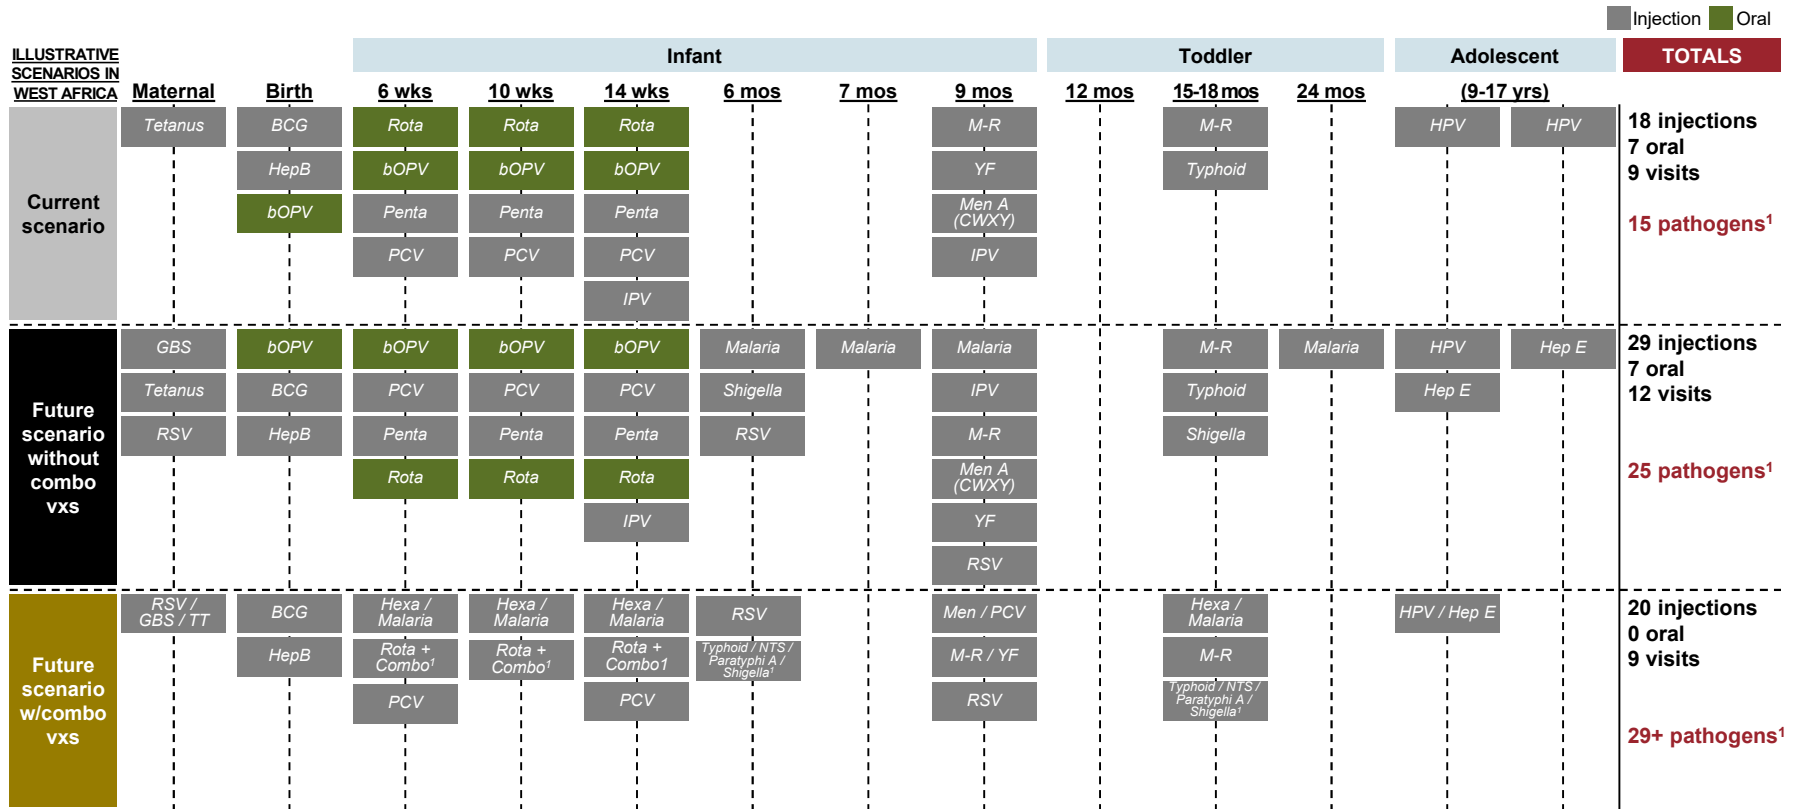 Injection Oral
ILLUSTRATIVE
SCENARIOS IN
WEST AFRICA
Infant Toddler Adolescent TOTALS
Maternal Birth 6 wks 10 wks 14 wks 6 mos 7 mos 9 mos 12 mos 15-18 mos 24 mos (9-17 yrs)
Current
scenario
Tetanus BCG Rota Rota Rota M-R M-R HPV HPV
HepB bOPV bOPV bOPV YF Typhoid
bOPV Penta Penta Penta Men A
(CWXY)
PCV PCV PCV IPV
IPV
18 injections
7 oral
9 visits
15 pathogens¹
Future
scenario
without
combo
vxs
GBS bOPV bOPV bOPV bOPV Malaria Malaria Malaria M-R Malaria HPV Hep E
Tetanus BCG PCV PCV PCV Shigella IPV Typhoid Hep E
RSV HepB Penta Penta Penta RSV M-R Shigella
Rota Rota Rota Men A
(CWXY)
IPV YF
RSV
29 injections
7 oral
12 visits
25 pathogens¹
Future
scenario
w/combo
vxs
RSV /
GBS / TT
BCG
HepB
Hexa /
Malaria
Rota +
Combo¹
PCV
Hexa /
Malaria
Rota +
Combo¹
Hexa /
Malaria
Rota +
Combo1
PCV
RSV
Typhoid / NTS /
Paratyphi A /
Shigella¹
Men / PCV
M-R / YF
RSV
Hexa /
Malaria
M-R
Typhoid / NTS /
Paratyphi A /
Shigella¹
HPV / Hep E
20 injections
0 oral
9 visits
29+ pathogens¹